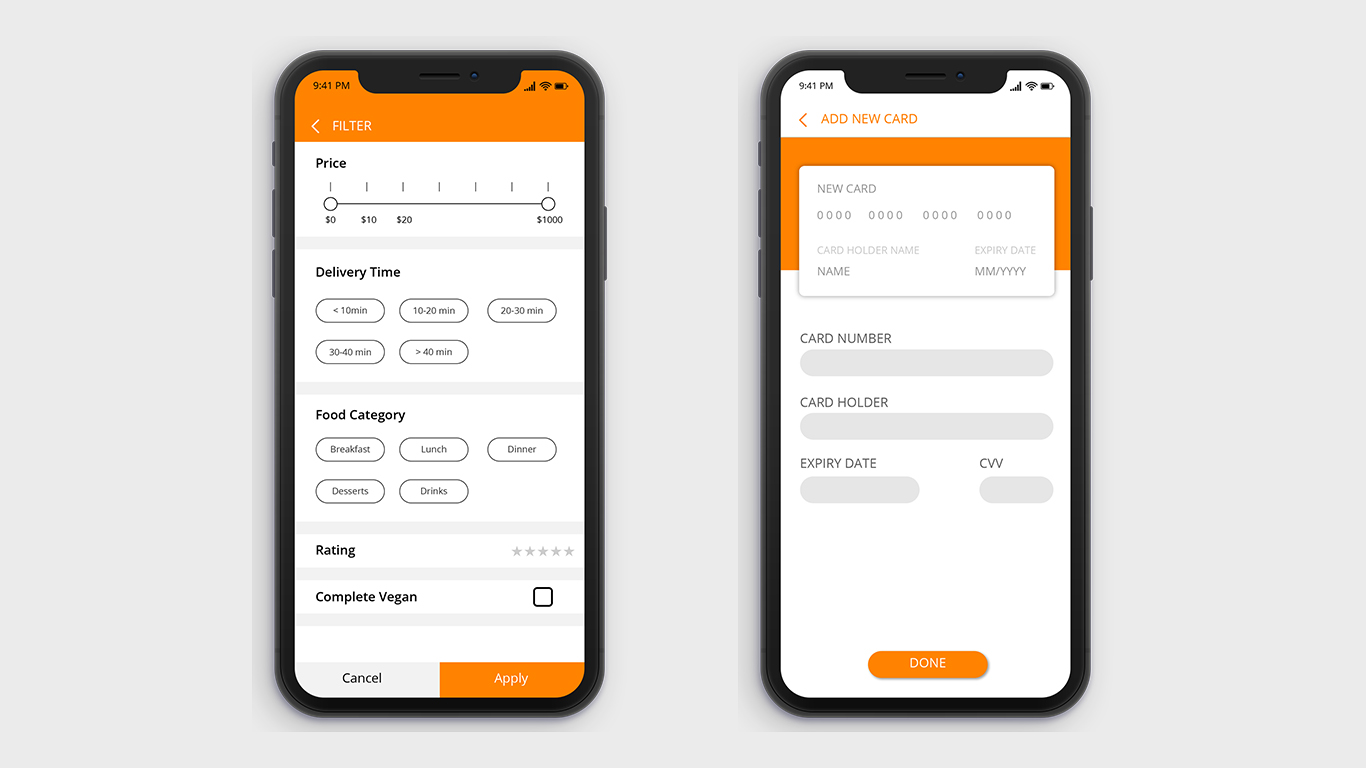 9:41 PM
FILTER
Price
$0 $10 $20 $1000
Delivery Time
< 10min 10-20 min 20-30 min
30-40 min > 40 min
Food Category
Breakfast Lunch Dinner
Desserts Drinks
Rating
Complete Vegan
Cancel Apply
9:41 PM
ADD NEW CARD
NEW CARD
0000 0000 0000 0000
CARD HOLDER NAME EXPIRY DATE
NAME MM/YYYY
CARD NUMBER
CARD HOLDER
EXPIRY DATE CVV
DONE